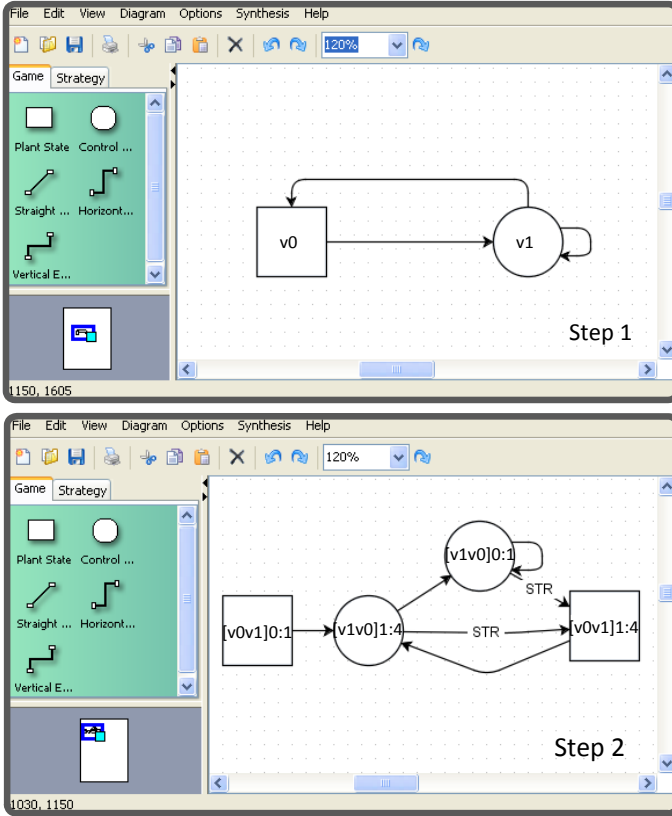 File Edit View Diagram Options Synthesis Help
120%
Game Strategy
Plant State Control ...
Straight ... Horizont...
Vertical E...
v0 v1
Step 1
1150, 1605
File Edit View Diagram Options Synthesis Help
120%
Game Strategy
Plant State Control ...
Straight ... Horizont...
Vertical E...
[v1v0]0:1
STR
[v0v1]0:1 [v1v0]1:4 STR [v0v1]1:4
Step 2
1030, 1150